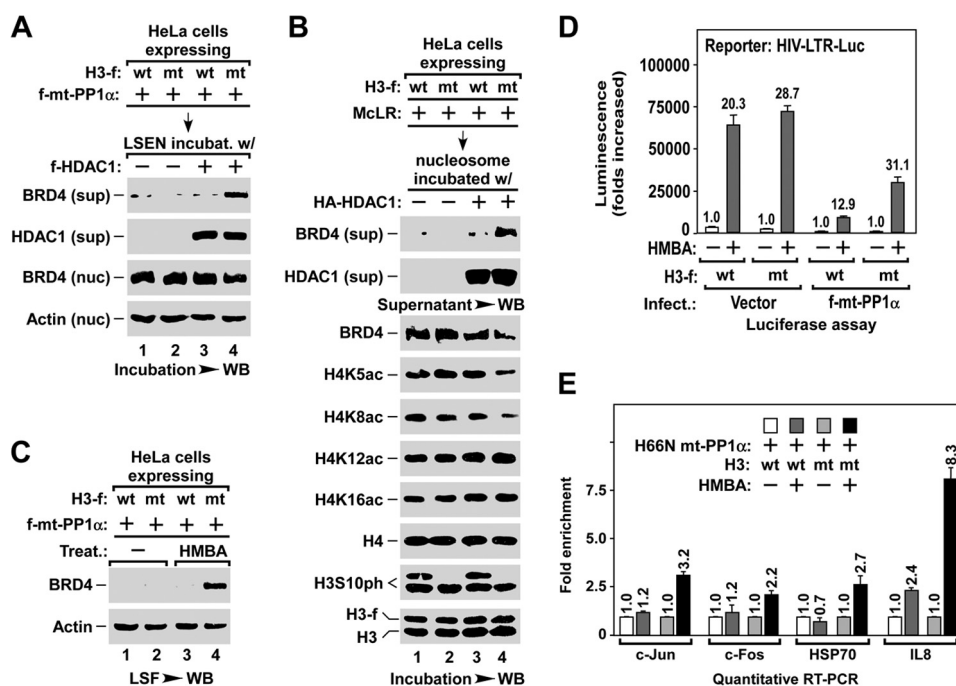 A
HeLa cells
expressing
H3-f: wt mt wt mt
f-mt-PP1α: + + + +
LSEN incubat. w/
f-HDAC1: − − + +
BRD4 (sup)
HDAC1 (sup)
BRD4 (nuc)
Actin (nuc)
1 2 3 4
Incubation ➤ WB
B
HeLa cells
expressing
H3-f: wt mt wt mt
McLR: + + + +
nucleosome
incubated w/
HA-HDAC1: − − + +
BRD4 (sup)
HDAC1 (sup)
Supernatant ➤ WB
BRD4
H4K5ac
H4K8ac
H4K12ac
H4K16ac
H4
H3S10ph
H3-f
H3
1 2 3 4
Incubation ➤ WB
C
HeLa cells
expressing
H3-f: wt mt wt mt
f-mt-PP1α: + + + +
Treat.: − HMBA
BRD4
Actin
1 2 3 4
LSF ➤ WB
D
Reporter: HIV-LTR-Luc
Luminescence
(folds increased)
100000
75000
50000
25000
0
1.0 20.3 1.0 28.7 1.0 12.9 1.0 31.1
HMBA: − + − + − + − +
H3-f: wt mt wt mt
Infect.: Vector f-mt-PP1α
Luciferase assay
E
H66N mt-PP1α: + + + +
H3: wt wt mt mt
HMBA: − + − +
Fold enrichment
7.5
5.0
2.5
0
1.0 1.2 1.0 3.2
1.0 1.2 1.0 2.2
1.0 0.7 1.0 2.7
1.0 2.4 1.0 8.3
c-Jun c-Fos HSP70 IL8
Quantitative RT-PCR